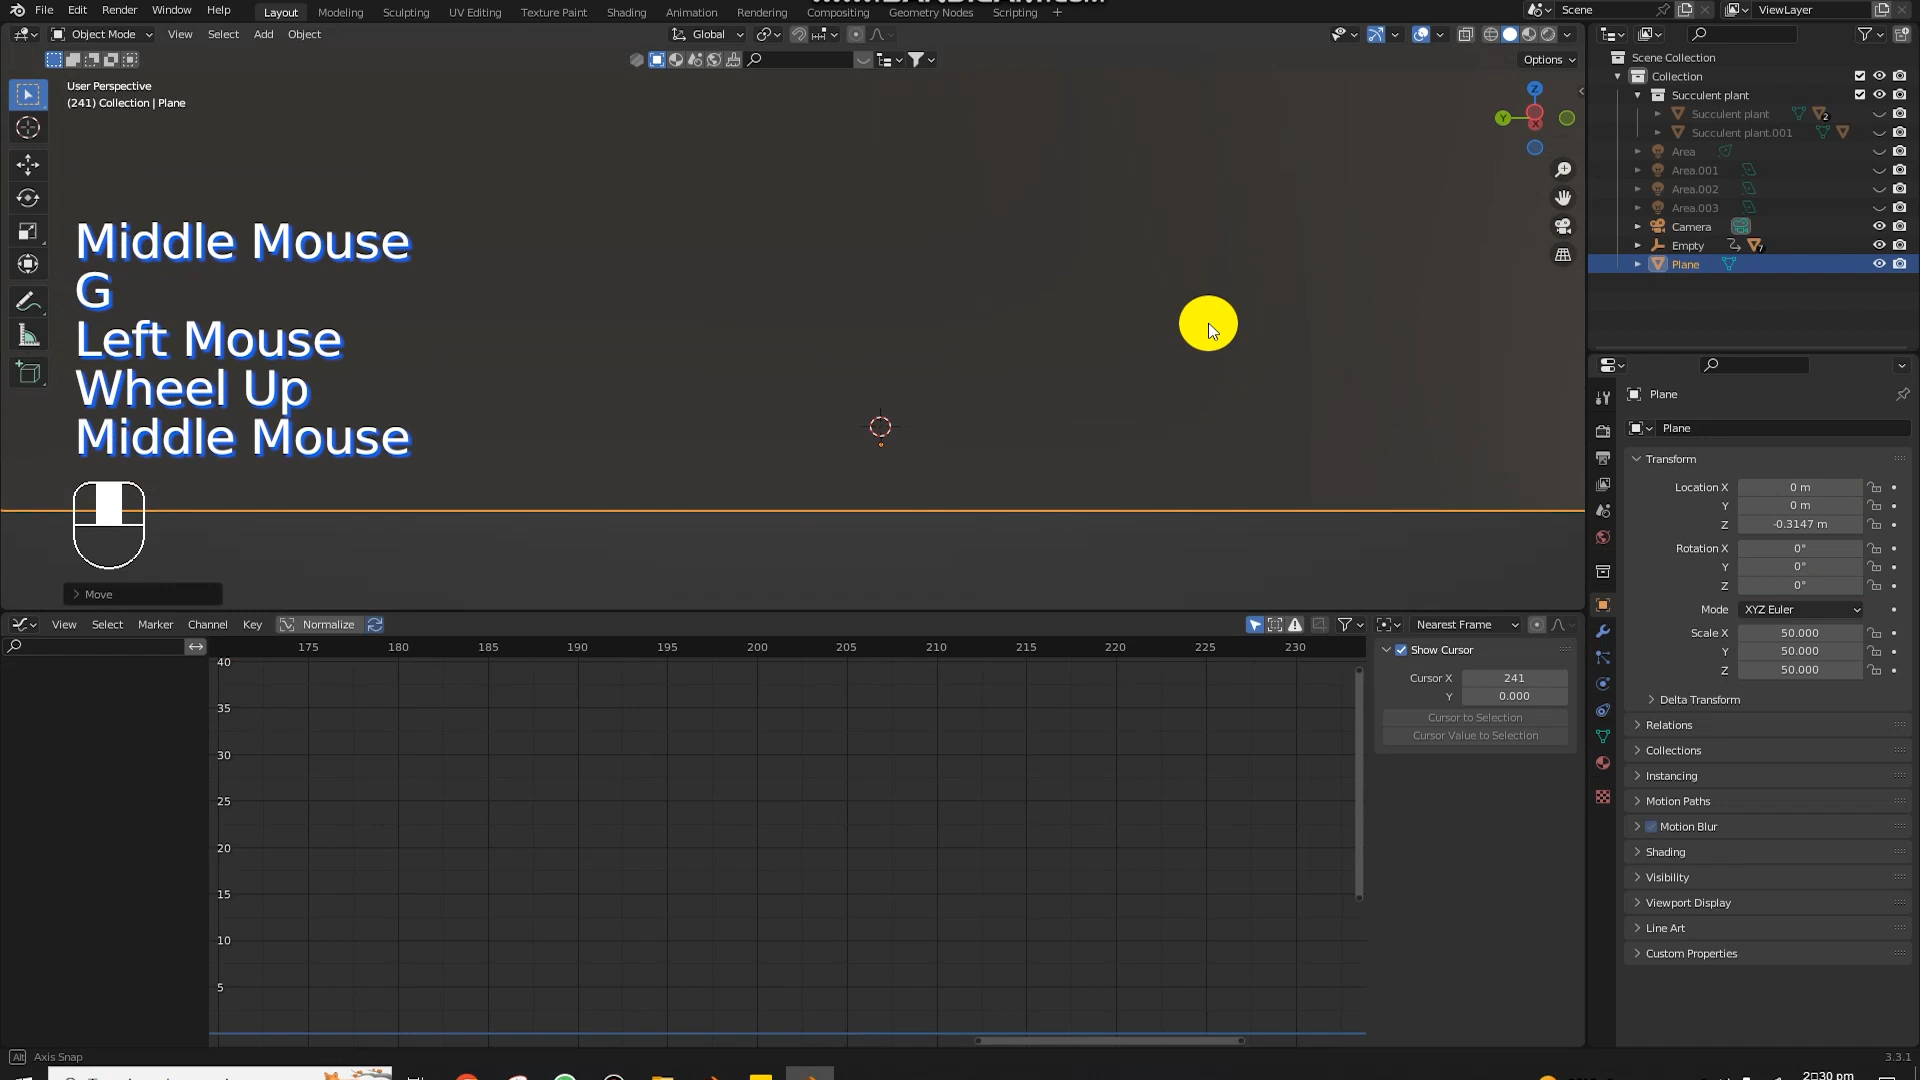 File Edit Render Window Help Layout Modeling Sculpting UV Editing Texture Paint Shading Animation Rendering Compositing Geometry Nodes Scripting + Scene ViewLayer
Object Mode View Select Add Object Global
Options
User Perspective
(241) Collection | Plane
Z
Y
X
Middle Mouse
G
Left Mouse
Wheel Up
Middle Mouse
Move
Scene Collection
Collection
Succulent plant
Succulent plant 2
Succulent plant.001
Area
Area.001
Area.002
Area.003
Camera
Empty 7
Plane
Plane
Plane
Transform
Location X 0 m
Y 0 m
Z -0.3147 m
Rotation X 0°
Y 0°
Z 0°
Mode XYZ Euler
Scale X 50.000
Y 50.000
Z 50.000
Delta Transform
Relations
Collections
Instancing
Motion Paths
Motion Blur
Shading
Visibility
Viewport Display
Line Art
Custom Properties
View Select Marker Channel Key Normalize Nearest Frame
175 180 185 190 195 200 205 210 215 220 225 230
40
35
30
25
20
15
10
5
Show Cursor
Cursor X 241
Y 0.000
Cursor to Selection
Cursor Value to Selection
Alt Axis Snap
3.3.1